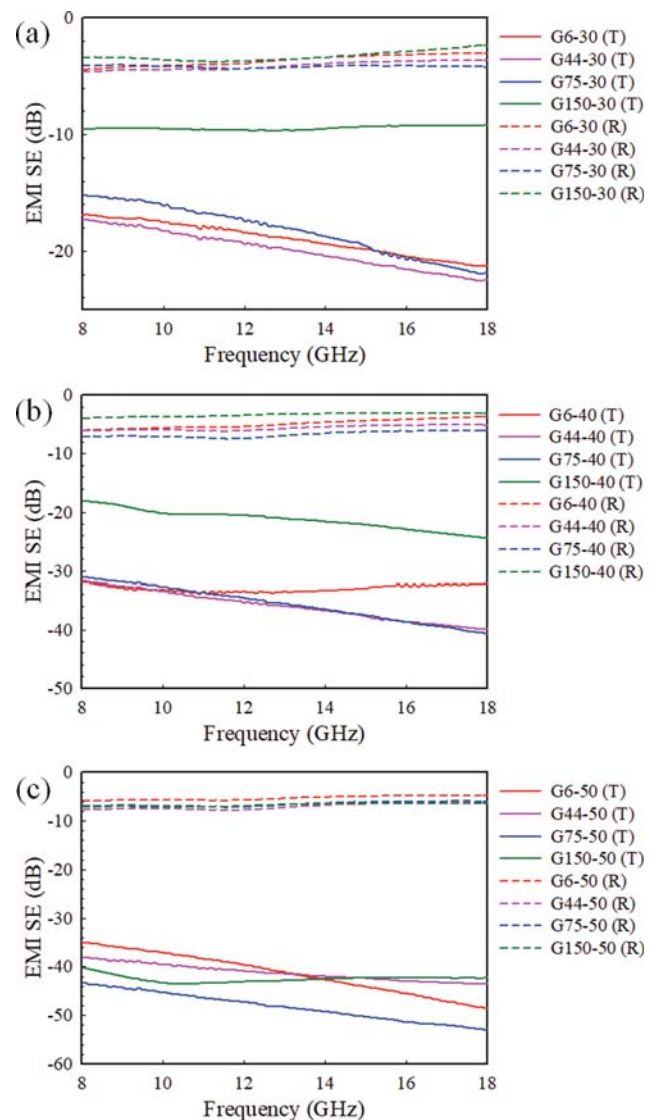 (a)
EMI SE (dB)
0
-10
-20
8 10 12 14 16 18
Frequency (GHz)
G6-30 (T)
G44-30 (T)
G75-30 (T)
G150-30 (T)
G6-30 (R)
G44-30 (R)
G75-30 (R)
G150-30 (R)
(b)
EMI SE (dB)
0
-10
-20
-30
-40
-50
8 10 12 14 16 18
Frequency (GHz)
G6-40 (T)
G44-40 (T)
G75-40 (T)
G150-40 (T)
G6-40 (R)
G44-40 (R)
G75-40 (R)
G150-40 (R)
(c)
EMI SE (dB)
0
-10
-20
-30
-40
-50
-60
8 10 12 14 16 18
Frequency (GHz)
G6-50 (T)
G44-50 (T)
G75-50 (T)
G150-50 (T)
G6-50 (R)
G44-50 (R)
G75-50 (R)
G150-50 (R)